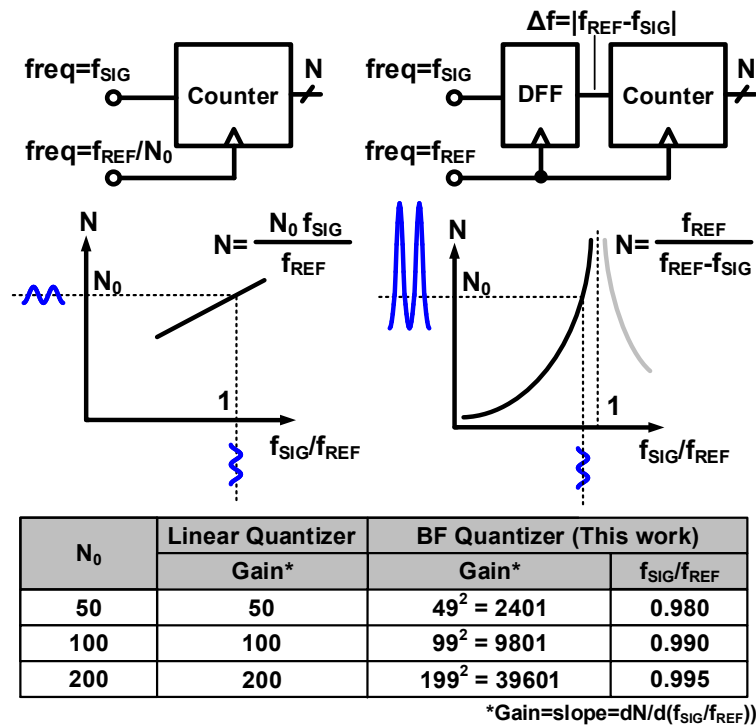 Δf=|fREF-fSIG|
freq=fSIG
Counter
N
freq=fREF/N0
freq=fSIG
DFF
Counter
N
freq=fREF
N
N= N0 fSIG / fREF
N0
1
fSIG/fREF
N
N= fREF / fREF-fSIG
N0
1
fSIG/fREF
N0 Linear Quantizer BF Quantizer (This work)
Gain* Gain* fSIG/fREF
50 50 49² = 2401 0.980
100 100 99² = 9801 0.990
200 200 199² = 39601 0.995
*Gain=slope=dN/d(fSIG/fREF))